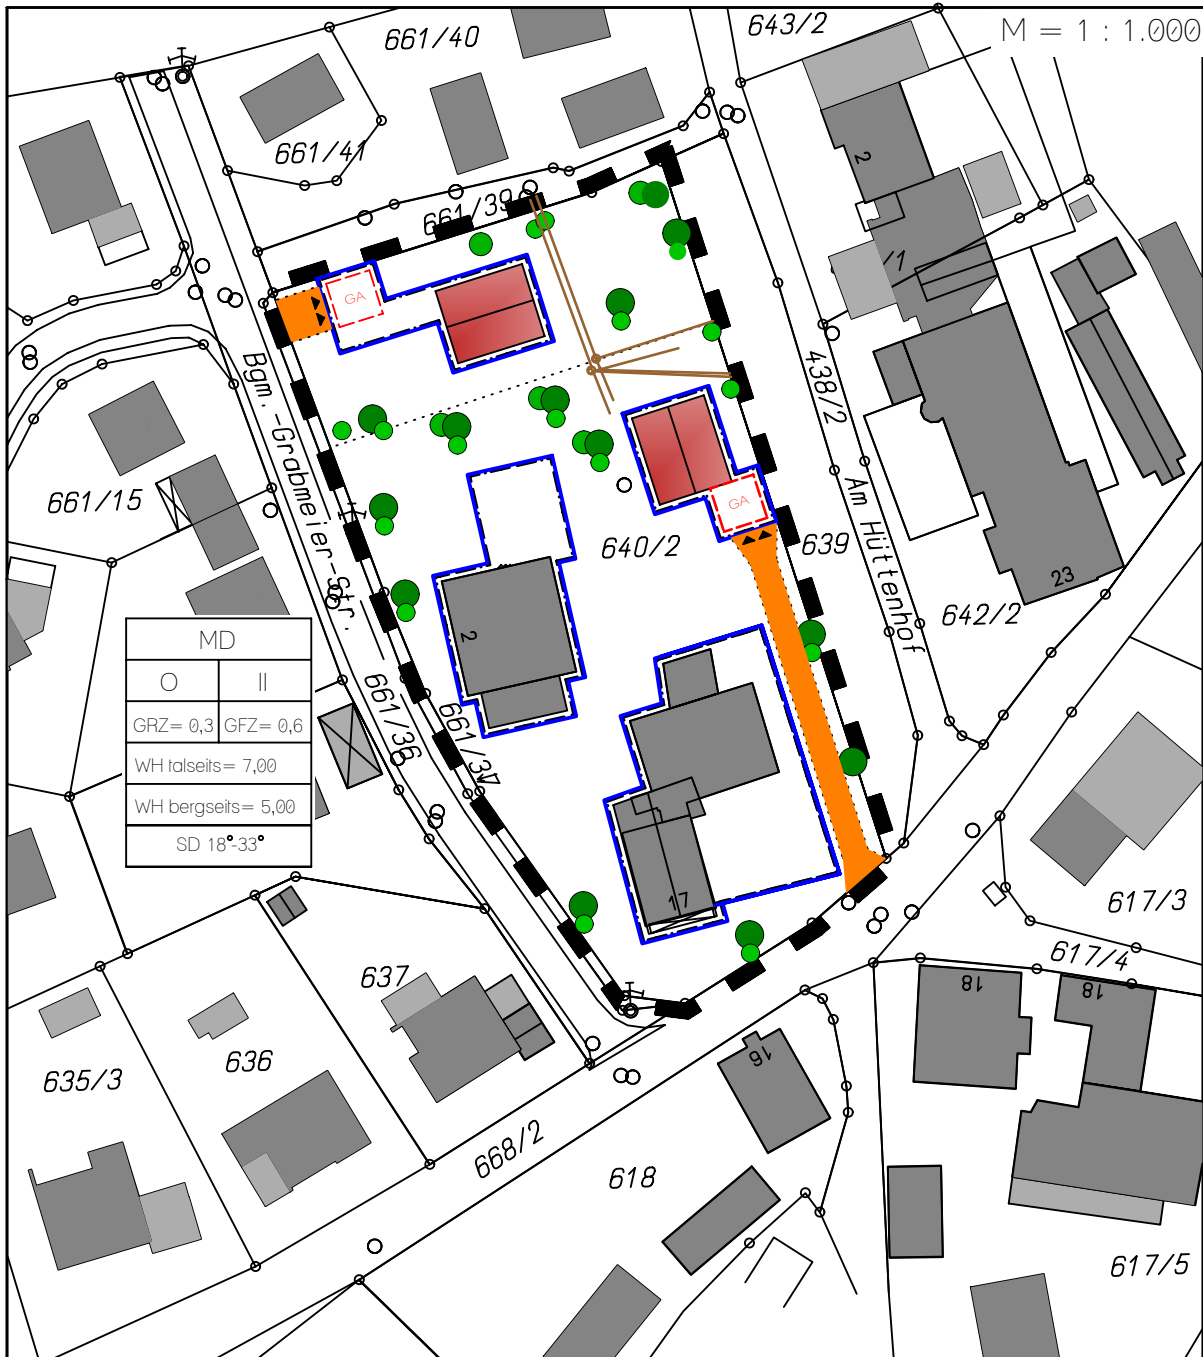 661/40
643/2
M = 1 : 1.000
661/41
2
661/39
GA
438/2
Bgm.-Grabmeier-Str.
661/15
Am Hüttenhof
GA
640/2
639
23
642/2
2
MD
O II
GRZ= 0,3 GFZ= 0,6
WH talseits= 7,00
WH bergseits= 5,00
SD 18°-33°
661/36
661/37
17
617/3
617/4
637
18
18
636
635/3
16
668/2
618
617/5